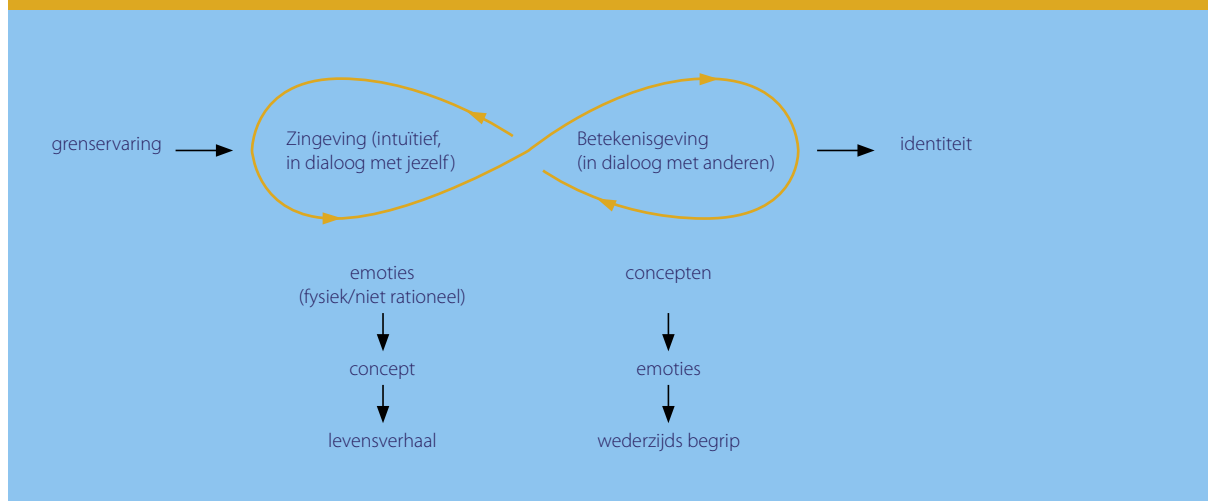 grenservaring
Zingeving (intuïtief,
in dialoog met jezelf)
Betekenisgeving
(in dialoog met anderen)
identiteit
emoties
(fysiek/niet rationeel)
concept
levensverhaal
concepten
emoties
wederzijds begrip